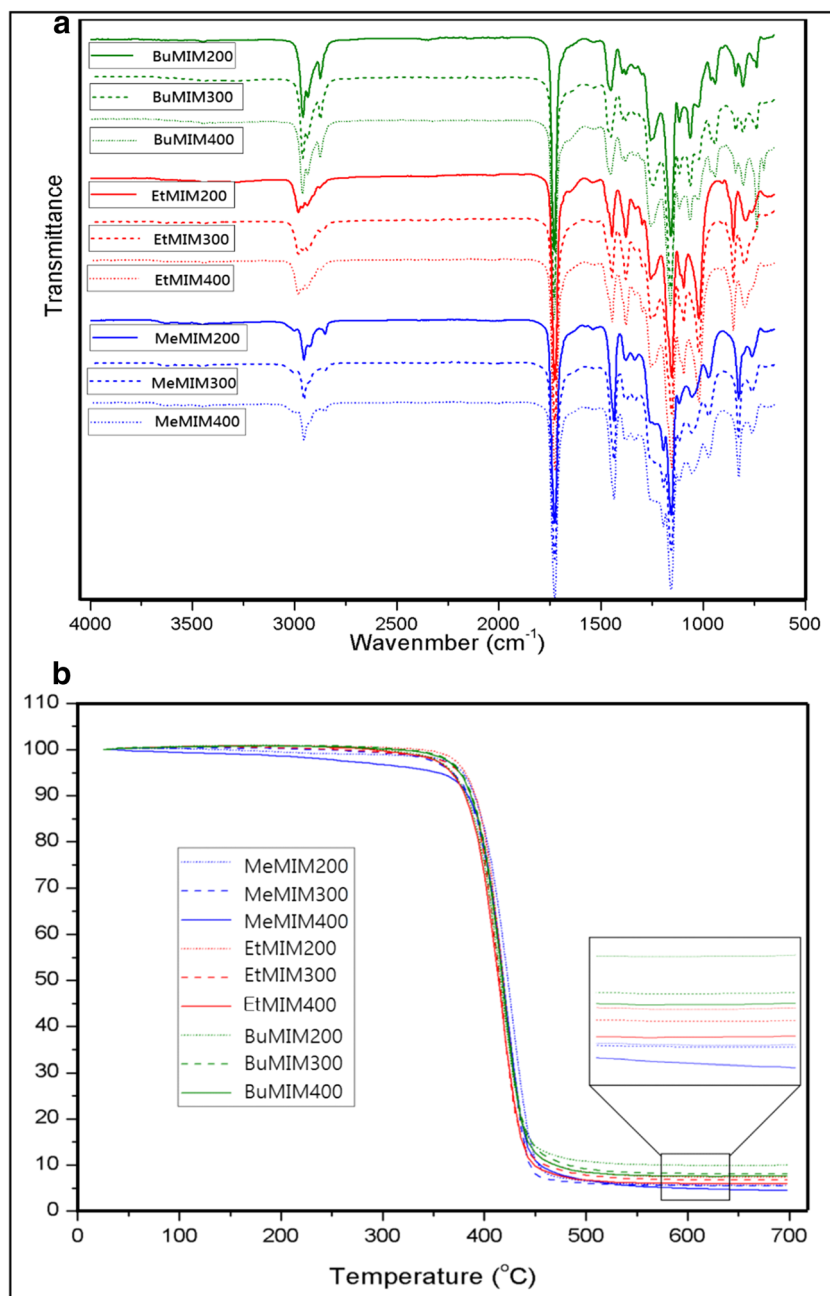 a
BuMIM200
BuMIM300
BuMIM400
EtMIM200
EtMIM300
EtMIM400
MeMIM200
MeMIM300
MeMIM400
Transmittance
4000 3500 3000 2500 2000 1500 1000 500
Wavenmber (cm⁻¹)
b
110
100
90
80
70
60
50
40
30
20
10
0
MeMIM200
MeMIM300
MeMIM400
EtMIM200
EtMIM300
EtMIM400
BuMIM200
BuMIM300
BuMIM400
0 100 200 300 400 500 600 700
Temperature (°C)